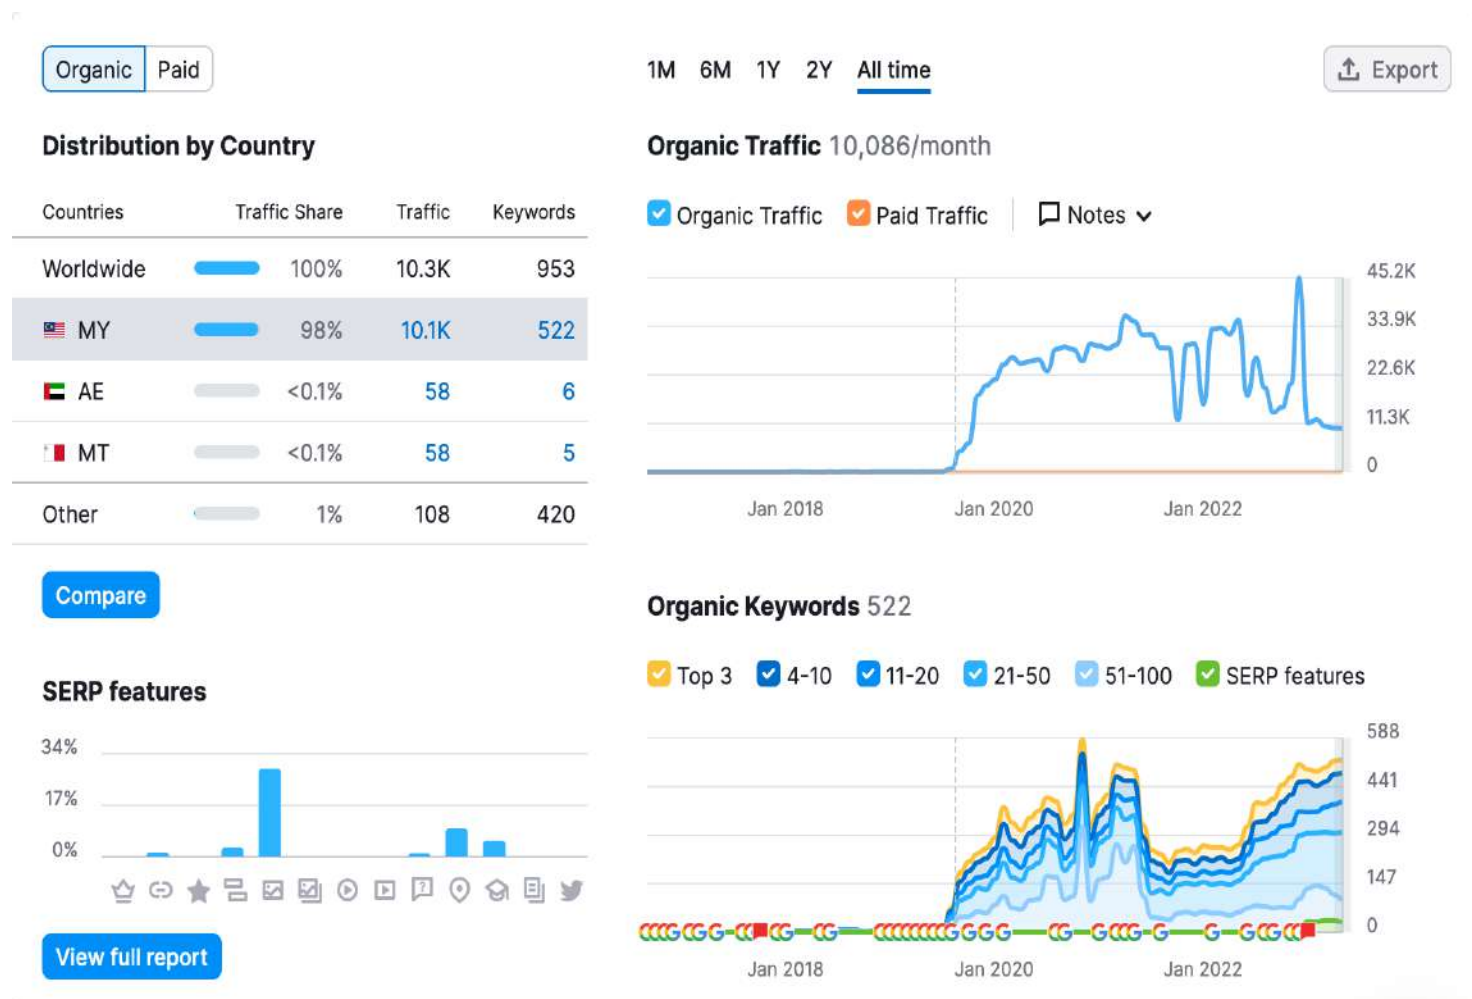 Organic Paid
Distribution by Country
Countries Traffic Share Traffic Keywords
Worldwide 100% 10.3K 953
MY 98% 10.1K 522
AE <0.1% 58 6
MT <0.1% 58 5
Other 1% 108 420
Compare
SERP features
34%
17%
0%
View full report
1M 6M 1Y 2Y All time
Export
Organic Traffic 10,086/month
Organic Traffic Paid Traffic Notes
45.2K
33.9K
22.6K
11.3K
0
Jan 2018 Jan 2020 Jan 2022
Organic Keywords 522
Top 3 4-10 11-20 21-50 51-100 SERP features
588
441
294
147
0
Jan 2018 Jan 2020 Jan 2022